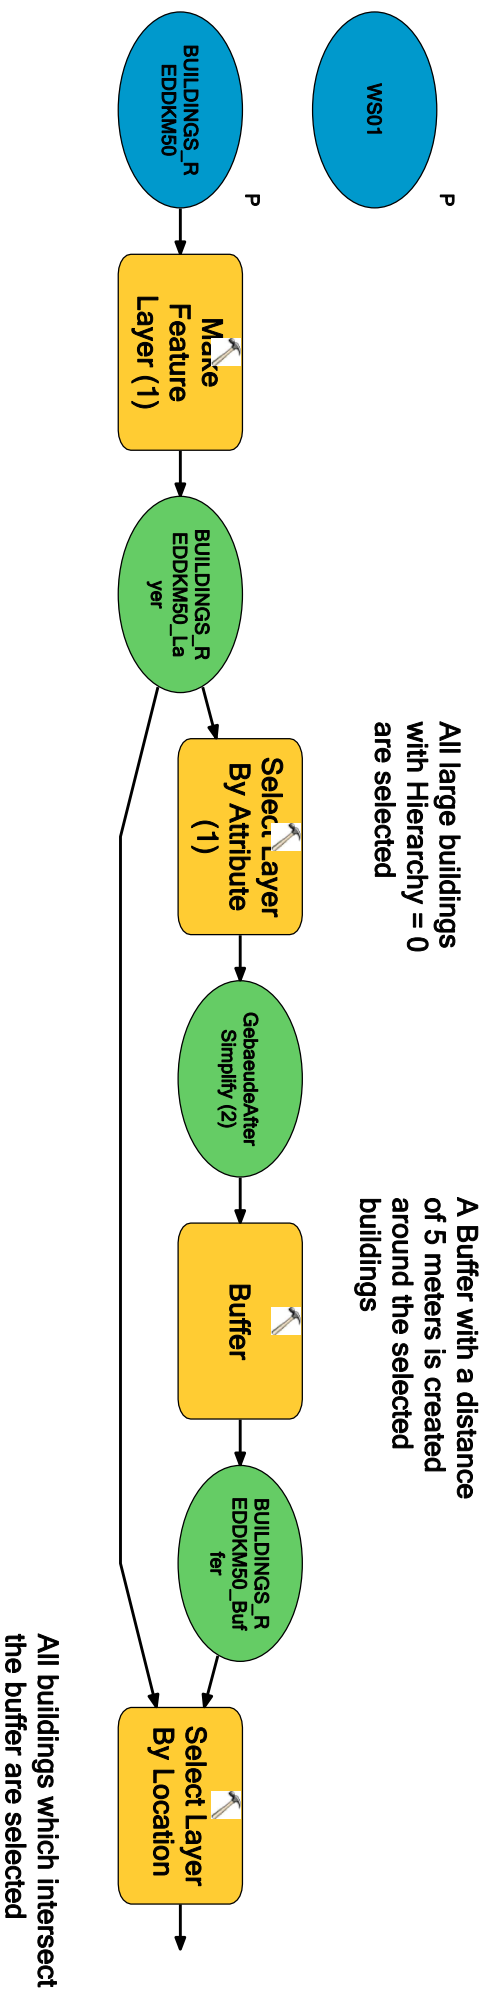 WS01
P
BUILDINGS_R
EDDKM50
P
Make
Feature
Layer (1)
BUILDINGS_R
EDDKM50_La
yer
All large buildings
with Hierarchy = 0
are selected
Select Layer
By Attribute
(1)
GebaeudeAfter
Simplify (2)
A Buffer with a distance
of 5 meters is created
around the selected
buildings
Buffer
BUILDINGS_R
EDDKM50_Buf
fer
Select Layer
By Location
All buildings which intersect
the buffer are selected